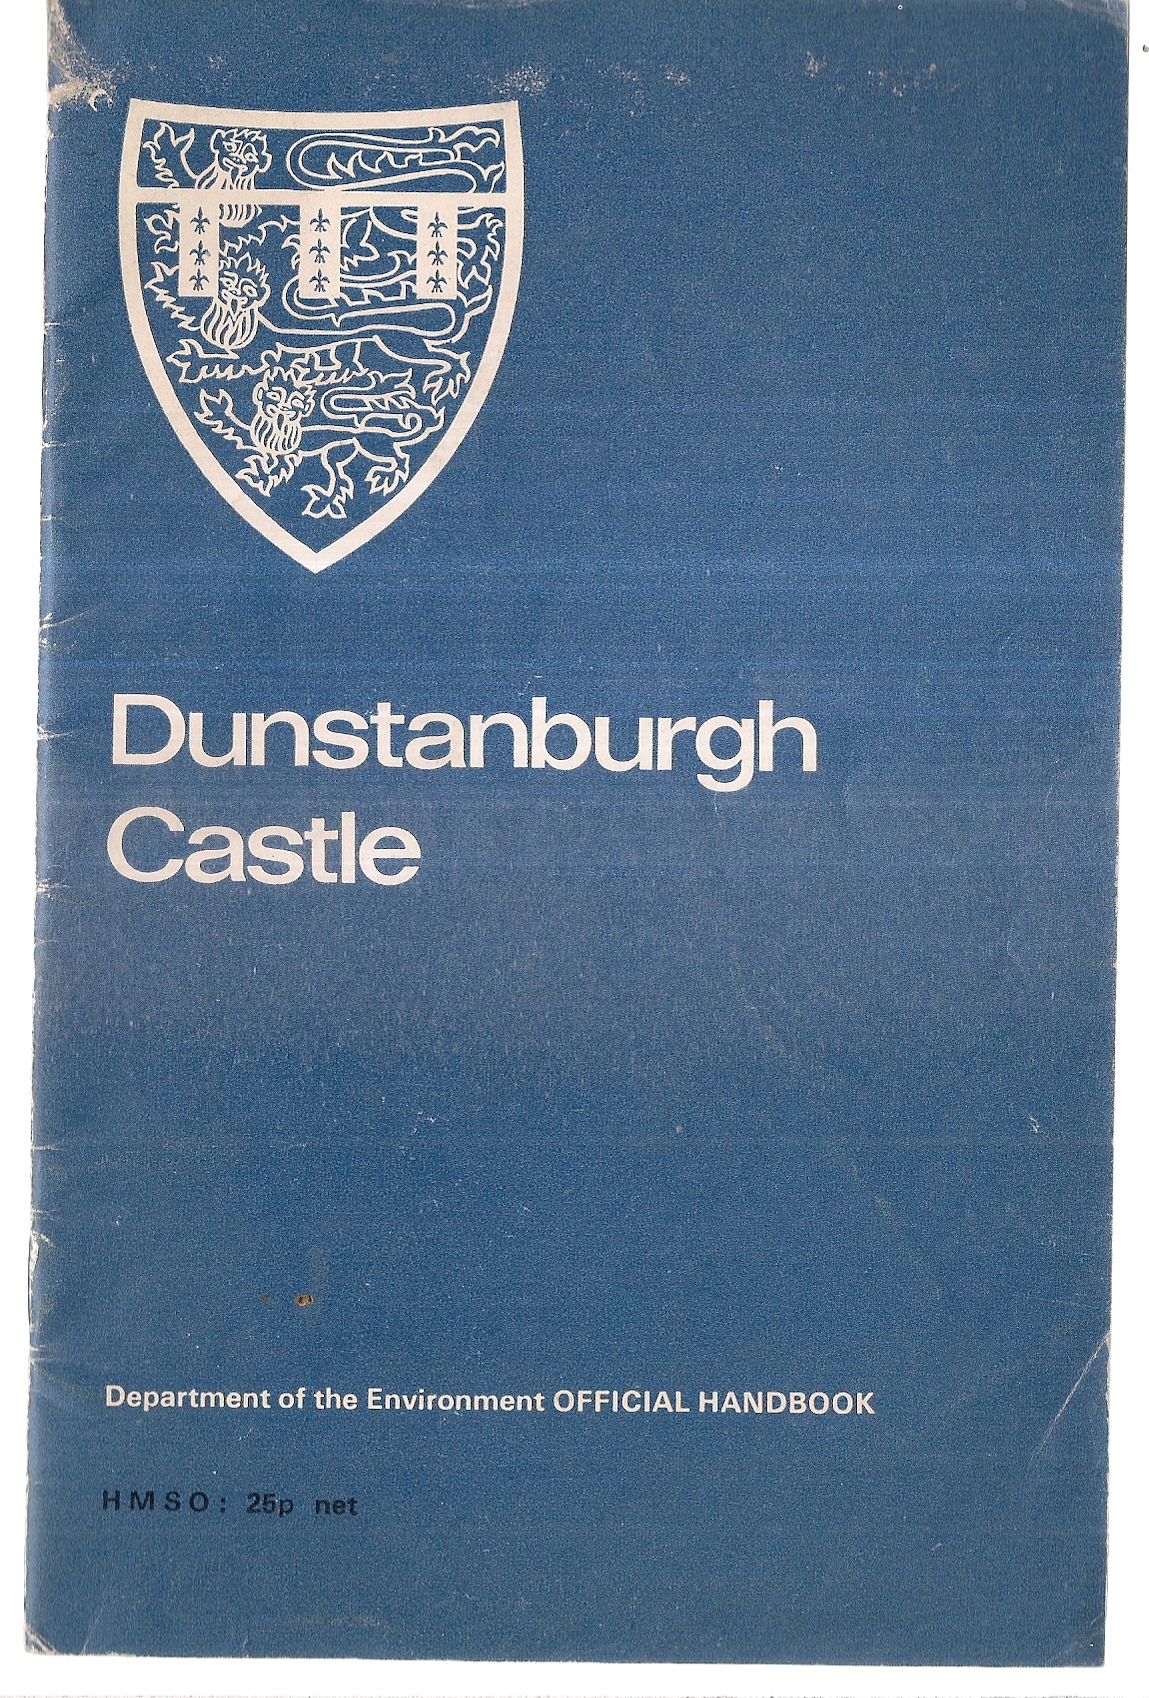 Dunstanburgh
Castle
Department of the Environment OFFICIAL HANDBOOK
HMSO: 25p net